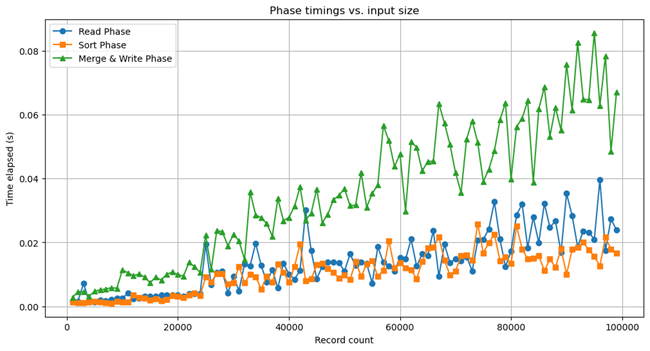 Phase timings vs. input size
Read Phase
Sort Phase
Merge & Write Phase
0.08
0.06
0.04
0.02
0.00
Time elapsed (s)
0 20000 40000 60000 80000 100000
Record count